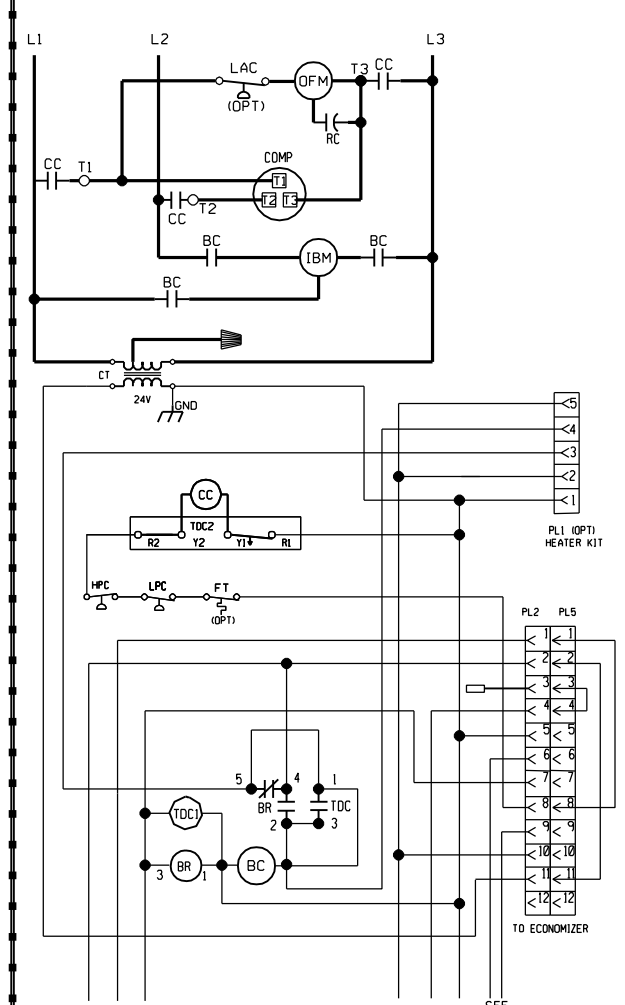 L1 L2 L3
LAC OFM T3 CC
(OPT)
RC
COMP
CC T1
T1
T2 T3
CC T2
BC IBM BC
BC
CT
24V GND
5
4
3
2
1
CC
TDC2
R2 Y2 Y1 R1
PL1 (OPT)
HEATER KIT
HPC LPC FT
(OPT)
PL2 PL5
1 1
2 2
3 3
4 4
5 5
6 6
7 7
8 8
9 9
10 10
11 11
12 12
5 4 1
BR TDC
TDC1
2 3
3 BR 1 BC
TO ECONOMIZER
SEE